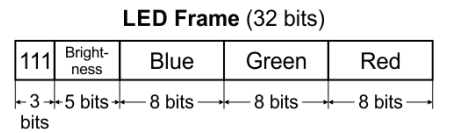 LED Frame (32 bits)
111 Bright-ness Blue Green Red
3 bits 5 bits 8 bits 8 bits 8 bits